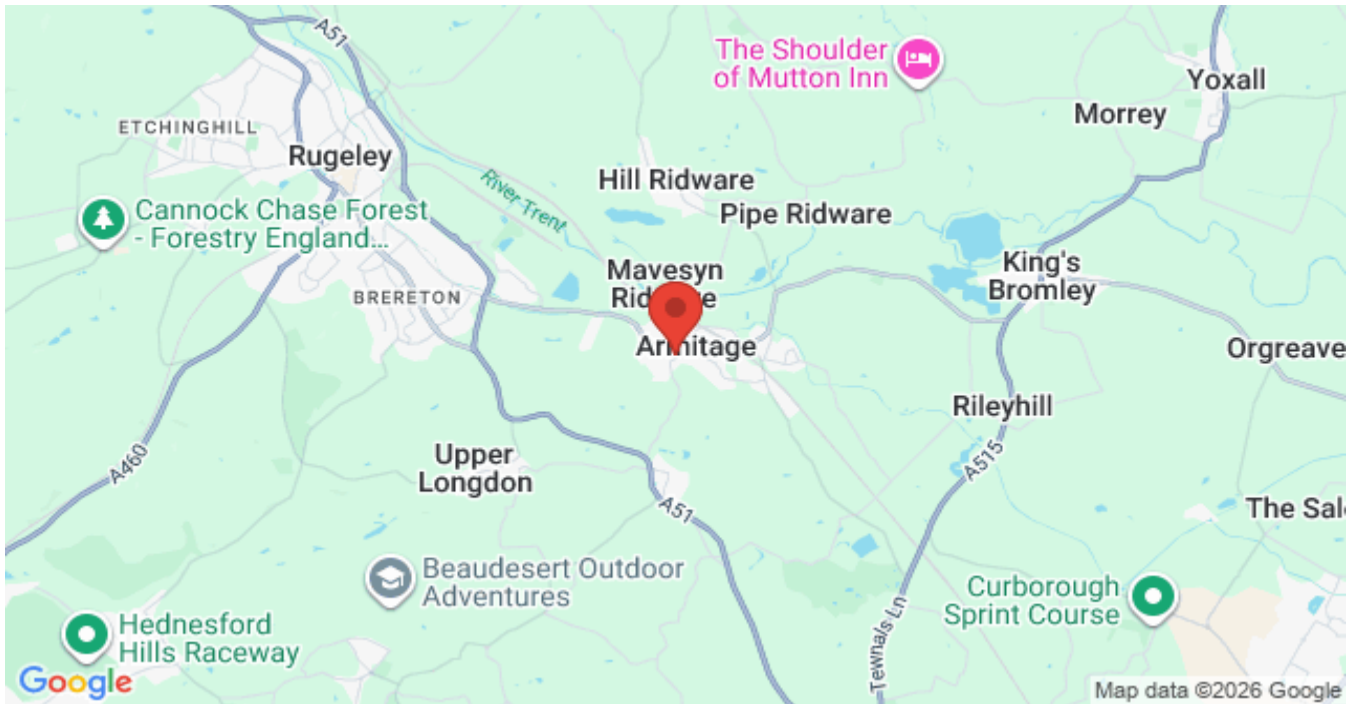 A51
The Shoulder
of Mutton Inn
Yoxall
Morrey
ETCHINGHILL
Rugeley
River Trent
Hill Ridware
Pipe Ridware
Cannock Chase Forest
- Forestry England...
Mavesyn
Ridware
King's
Bromley
BRERETON
Armitage
Orgreave
Rileyhill
A460
Upper
Longdon
A515
A51
The Sale
Beaudesert Outdoor
Adventures
Curborough
Sprint Course
Tewnals Ln
Hednesford
Hills Raceway
Google
Map data ©2026 Google